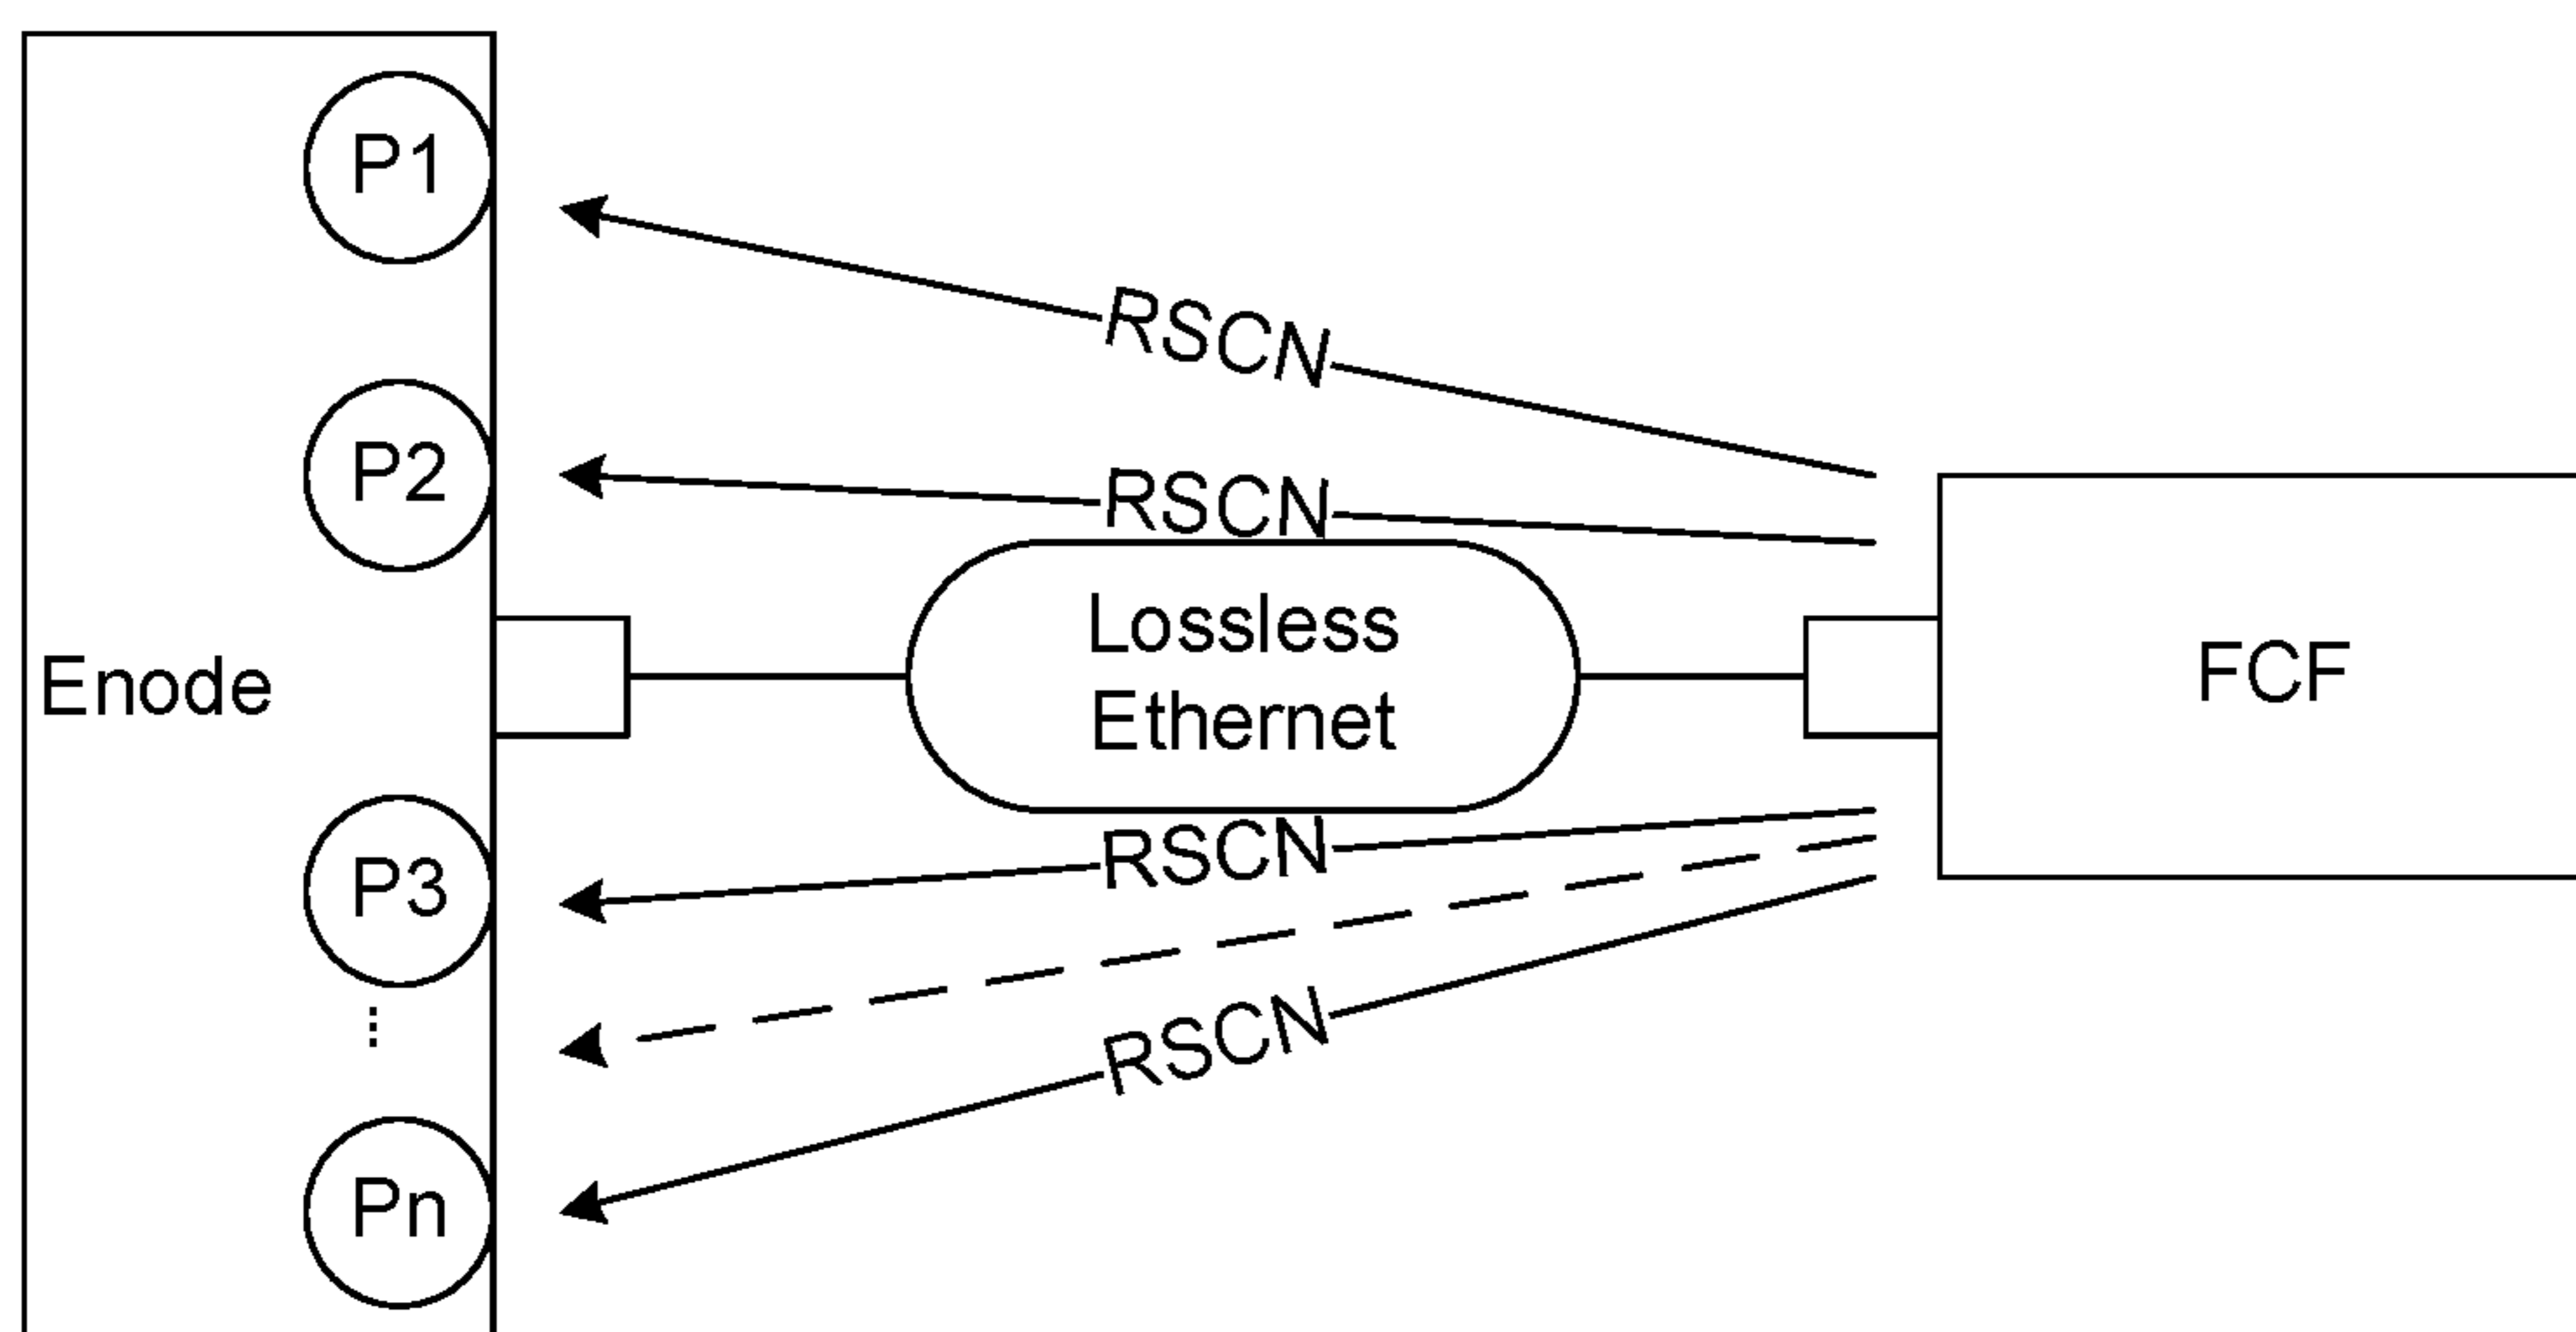 P1
RSCN
P2
RSCN
Lossless
Ethernet
Enode
FCF
P3
RSCN
RSCN
Pn